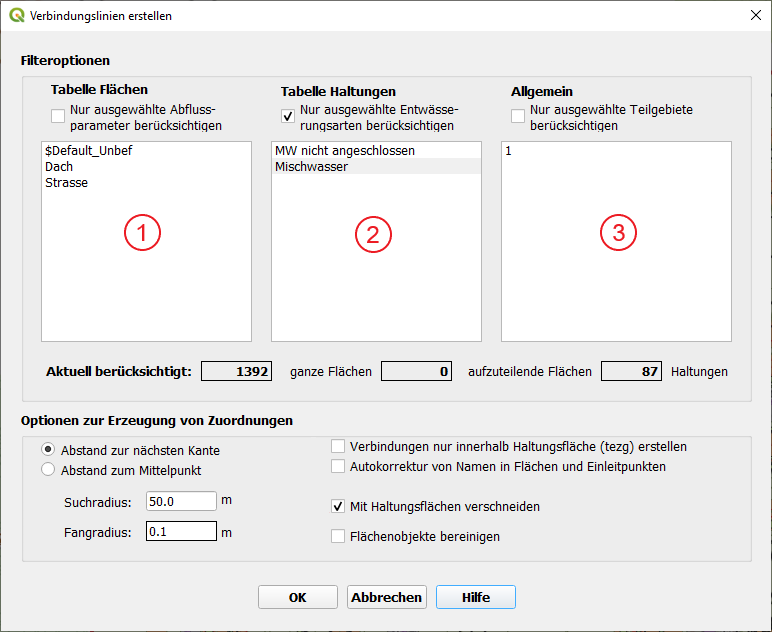 Verbindungslinien erstellen
Filteroptionen
Tabelle Flächen
Nur ausgewählte Abfluss-
parameter berücksichtigen
$Default_Unbef
Dach
Strasse
1
Tabelle Haltungen
Nur ausgewählte Entwässe-
rungsarten berücksichtigen
MW nicht angeschlossen
Mischwasser
2
Allgemein
Nur ausgewählte Teilgebiete
berücksichtigen
1
3
Aktuell berücksichtigt: 1392 ganze Flächen 0 aufzuteilende Flächen 87 Haltungen
Optionen zur Erzeugung von Zuordnungen
Abstand zur nächsten Kante
Abstand zum Mittelpunkt
Suchradius: 50.0 m
Fangradius: 0.1 m
Verbindungen nur innerhalb Haltungsfläche (tezg) erstellen
Autokorrektur von Namen in Flächen und Einleitpunkten
Mit Haltungsflächen verschneiden
Flächenobjekte bereinigen
OK Abbrechen Hilfe